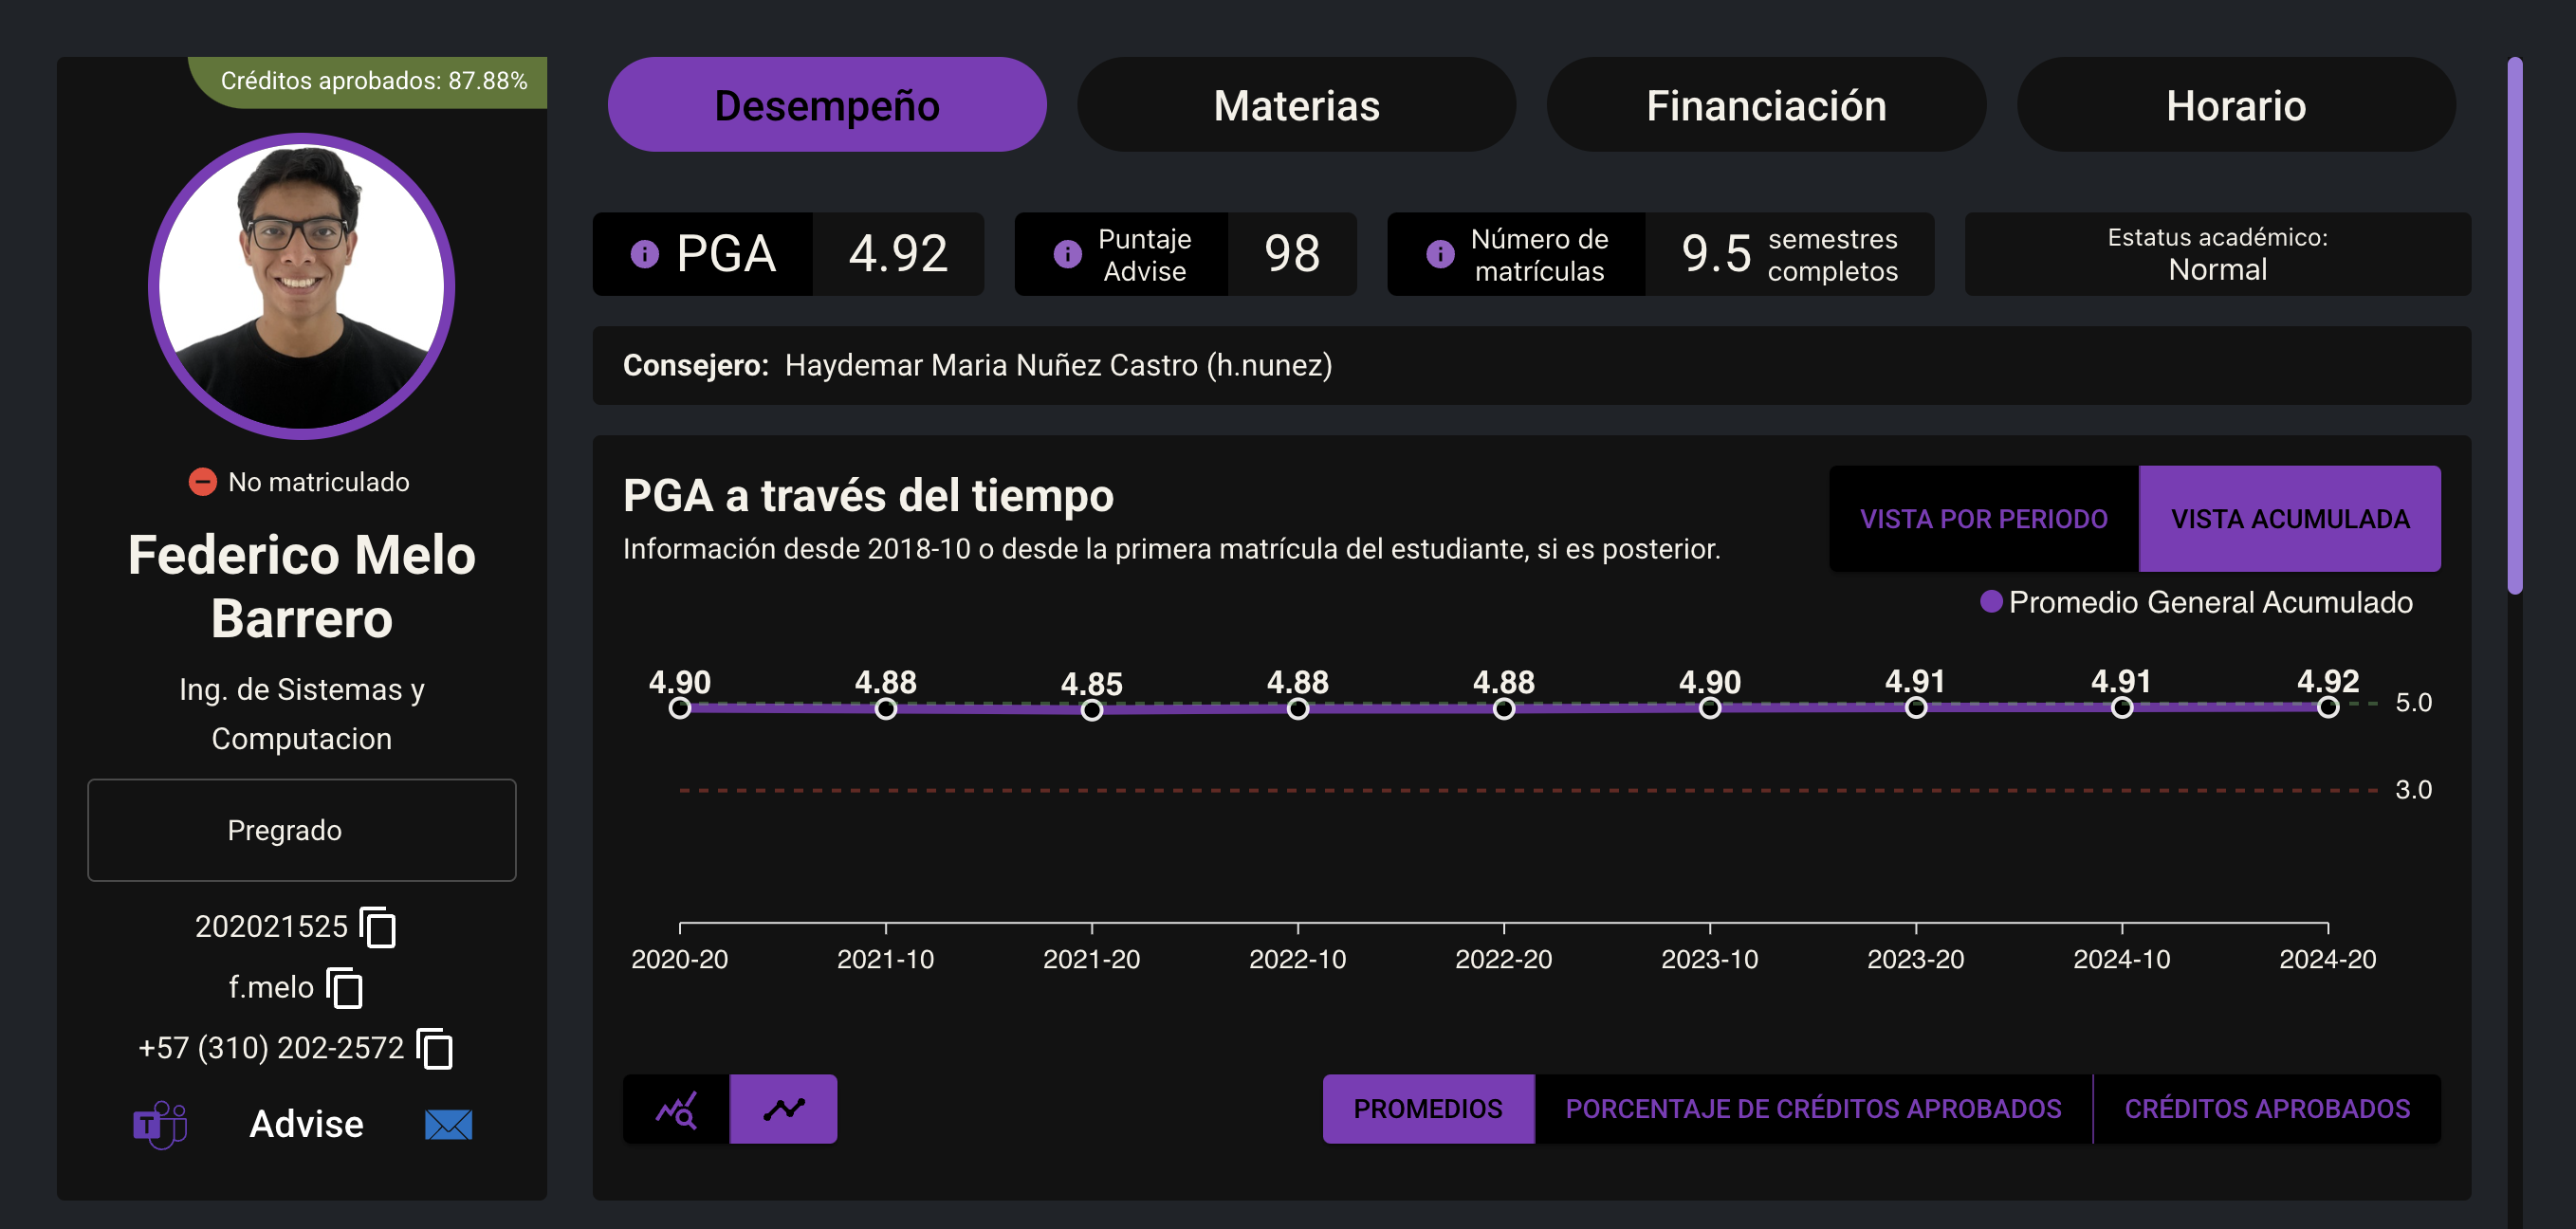 Créditos aprobados: 87.88%
No matriculado
Federico Melo
Barrero
Ing. de Sistemas y
Computacion
Pregrado
202021525
f.melo
+57 (310) 202-2572
T
Advise
Desempeño
Materias
Financiación
Horario
PGA
4.92
Puntaje
Advise
98
Número de
matrículas
9.5
semestres
completos
Estatus académico:
Normal
Consejero: Haydemar Maria Nuñez Castro (h.nunez)
PGA a través del tiempo
Información desde 2018-10 o desde la primera matrícula del estudiante, si es posterior.
VISTA POR PERIODO
VISTA ACUMULADA
Promedio General Acumulado
4.90 4.88 4.85 4.88 4.88 4.90 4.91 4.91 4.92
5.0
3.0
2020-20 2021-10 2021-20 2022-10 2022-20 2023-10 2023-20 2024-10 2024-20
PROMEDIOS
PORCENTAJE DE CRÉDITOS APROBADOS
CRÉDITOS APROBADOS